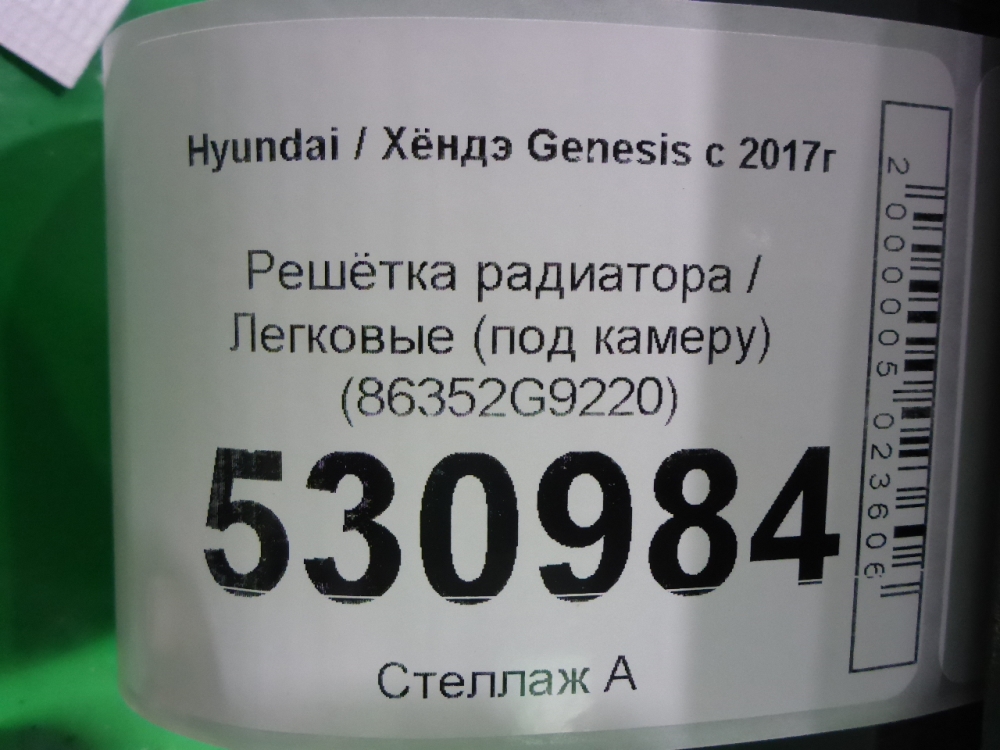 Hyundai / Хёндэ Genesis с 2017г
Решётка радиатора /
Легковые (под камеру)
(86352G9220)
530984
Стеллаж А
2000005023606